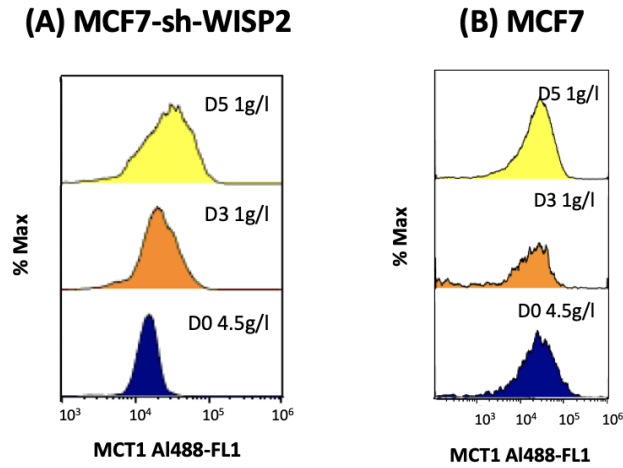 (A) MCF7-sh-WISP2
D5 1g/l
D3 1g/l
D0 4.5g/l
% Max
10³ 10⁴ 10⁵ 10⁶
MCT1 Al488-FL1
(B) MCF7
D5 1g/l
D3 1g/l
D0 4.5g/l
% Max
10³ 10⁴ 10⁵ 10⁶
MCT1 Al488-FL1